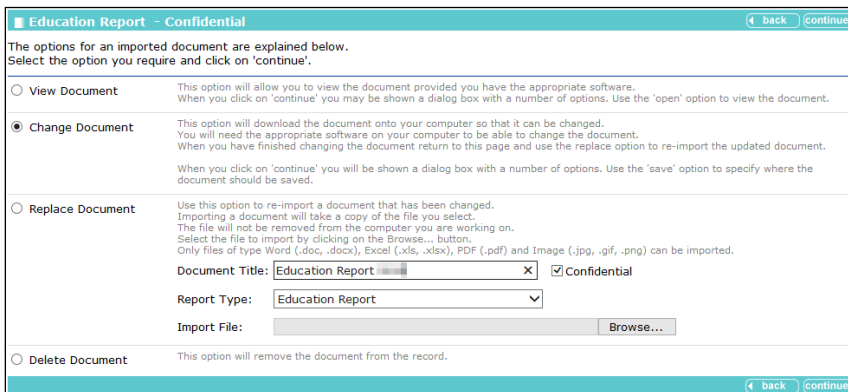 Education Report - Confidential
back continue
The options for an imported document are explained below.
Select the option you require and click on 'continue'.
View Document
This option will allow you to view the document provided you have the appropriate software.
When you click on 'continue' you may be shown a dialog box with a number of options. Use the 'open' option to view the document.
Change Document
This option will download the document onto your computer so that it can be changed.
You will need the appropriate software on your computer to be able to change the document.
When you have finished changing the document return to this page and use the replace option to re-import the updated document.
When you click on 'continue' you will be shown a dialog box with a number of options. Use the 'save' option to specify where the
document should be saved.
Replace Document
Use this option to re-import a document that has been changed.
Importing a document will take a copy of the file you select.
The file will not be removed from the computer you are working on.
Select the file to import by clicking on the Browse... button.
Only files of type Word (.doc, .docx), Excel (.xls, .xlsx), PDF (.pdf) and Image (.jpg, .gif, .png) can be imported.
Document Title: Education Report Confidential
Report Type: Education Report
Import File: Browse...
Delete Document
This option will remove the document from the record.
back continue